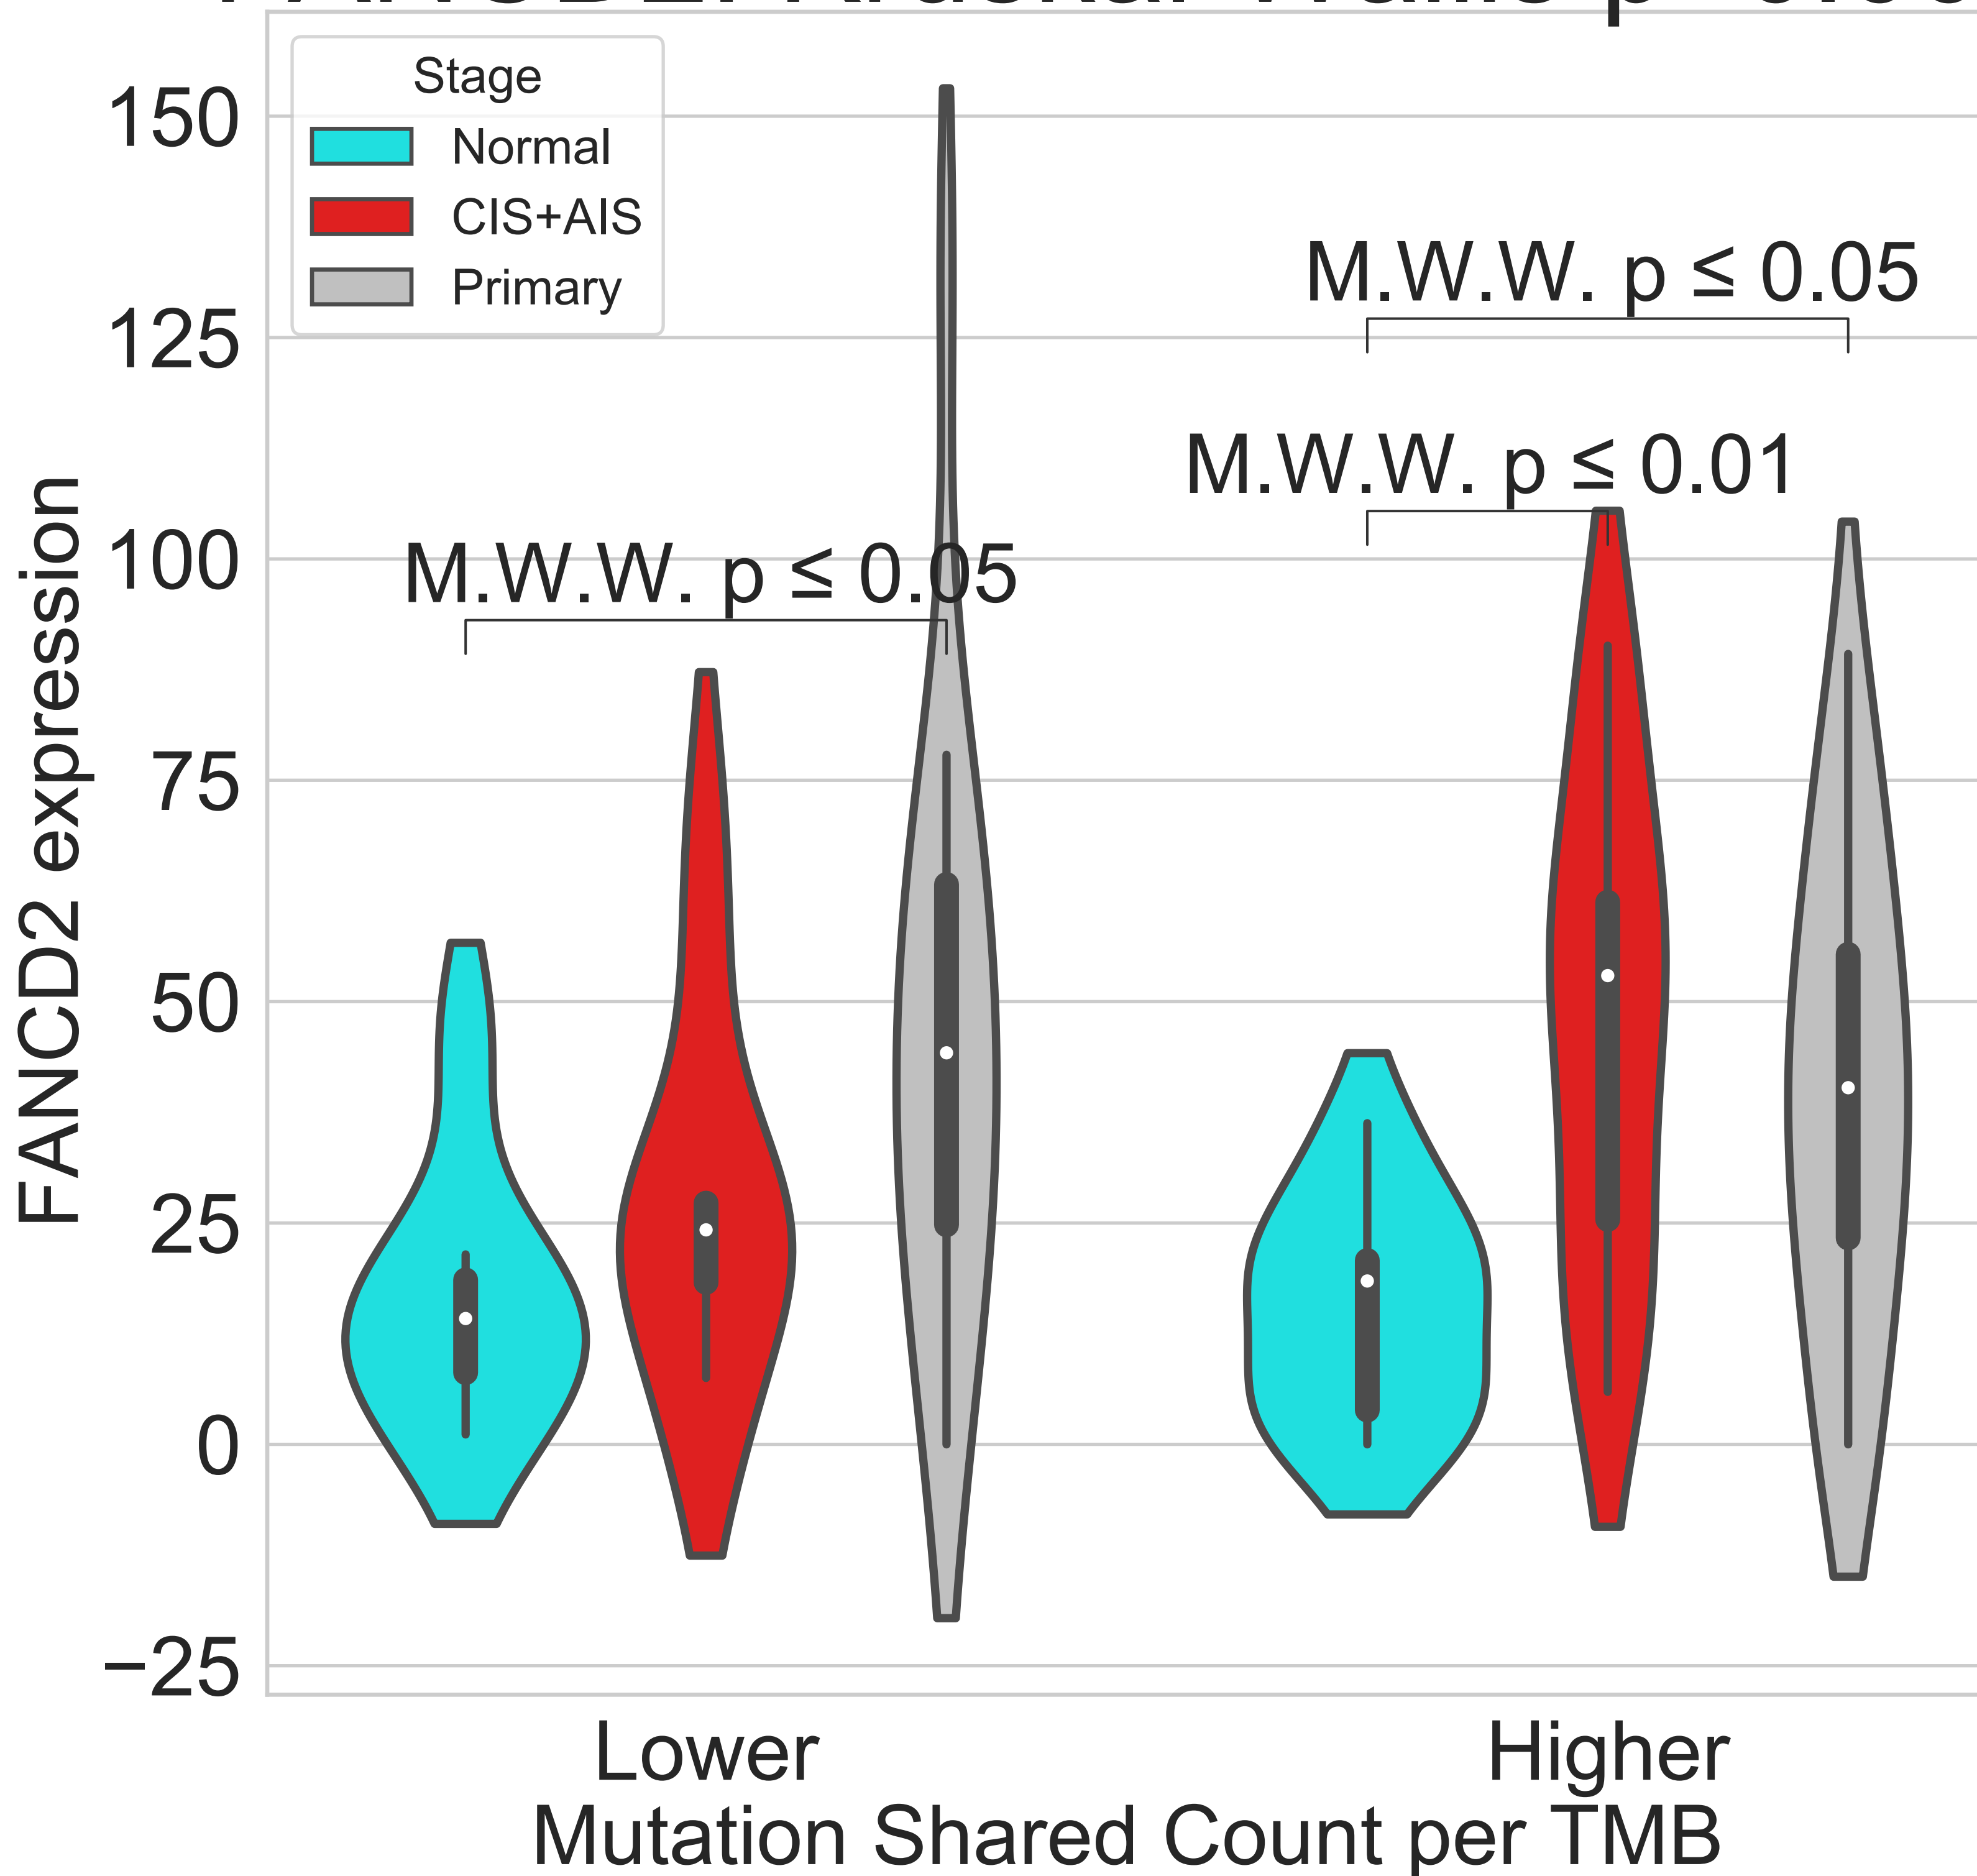 Stage
Normal
CIS+AIS
Primary
150
125
100
75
50
25
0
−25
FANCD2 expression
M.W.W. p ≤ 0.05
M.W.W. p ≤ 0.01
M.W.W. p ≤ 0.05
Lower
Higher
Mutation Shared Count per TMB